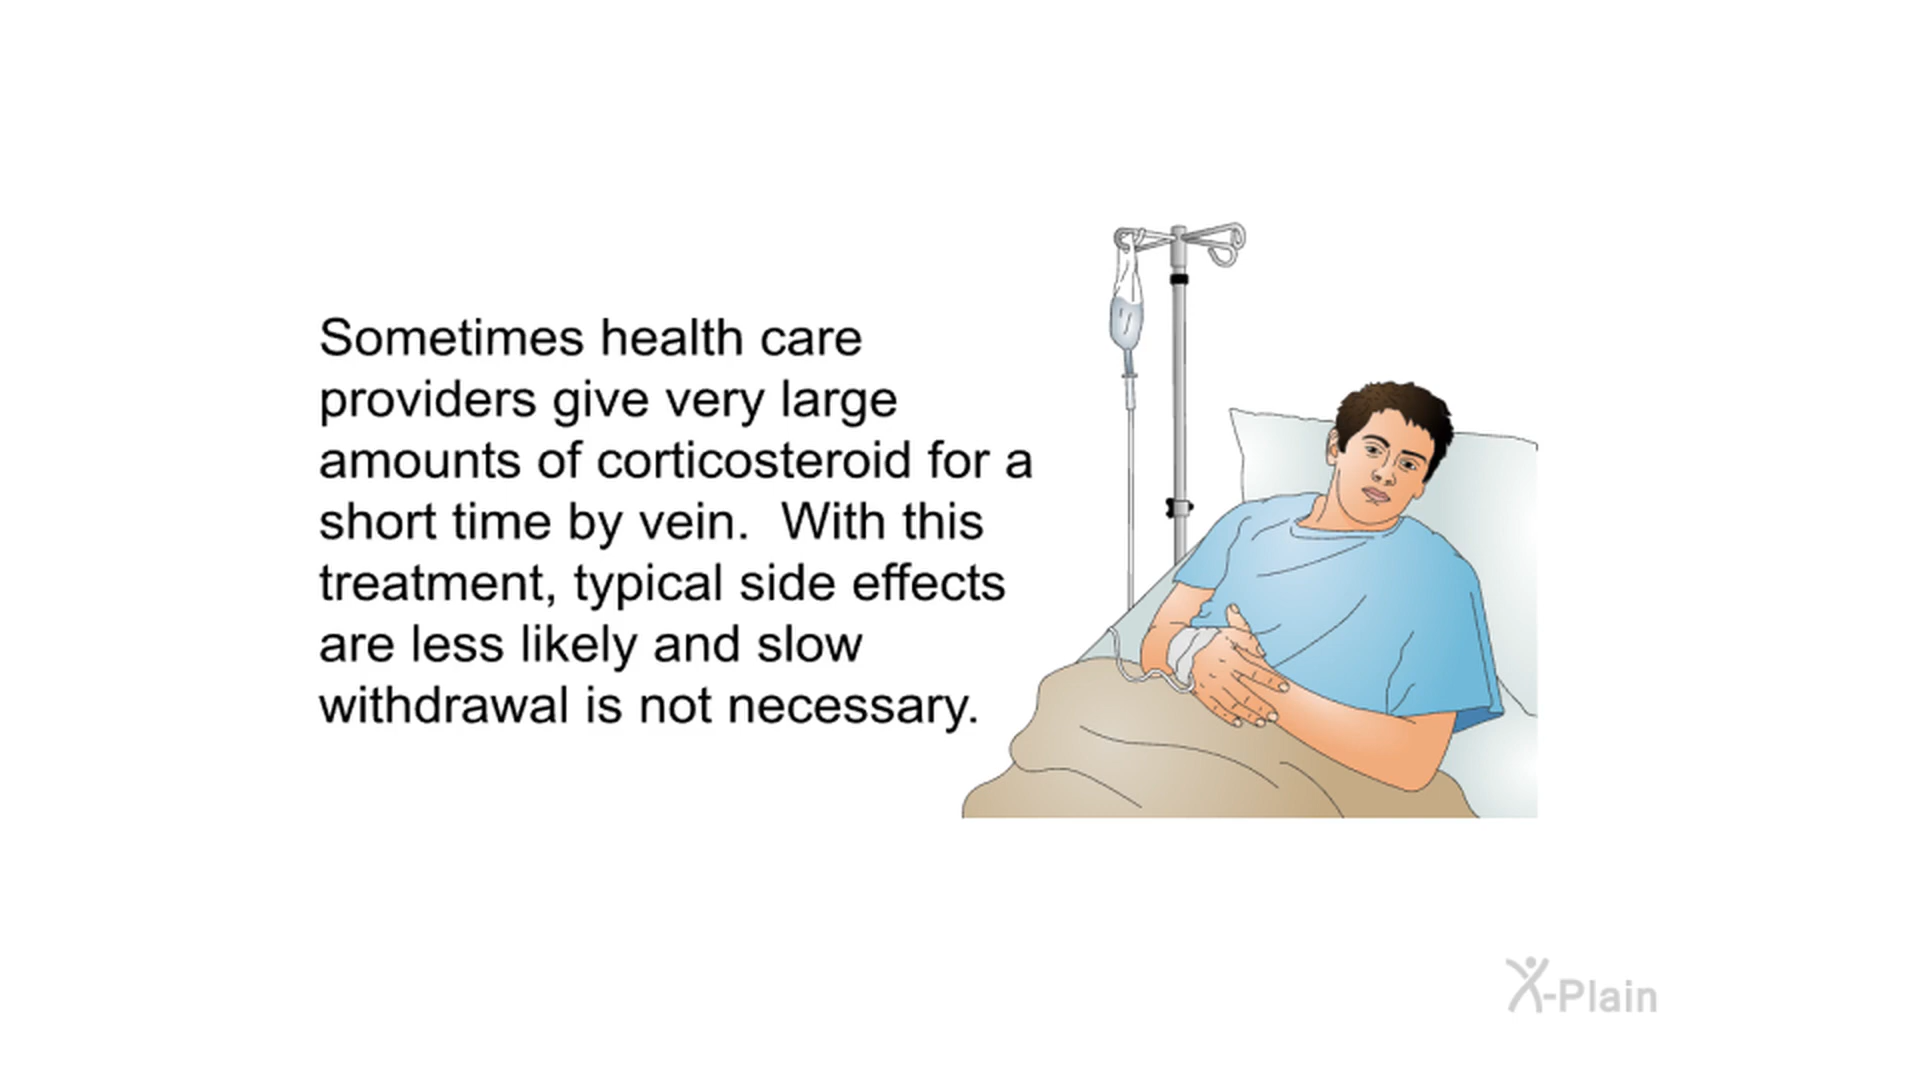 Sometimes health care
providers give very large
amounts of corticosteroid for a
short time by vein.  With this
treatment, typical side effects
are less likely and slow
withdrawal is not necessary.
X-Plain